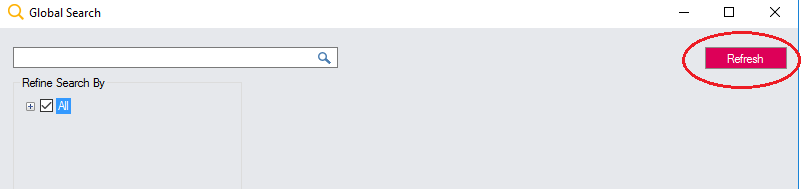 Global Search
Refresh
Refine Search By
All